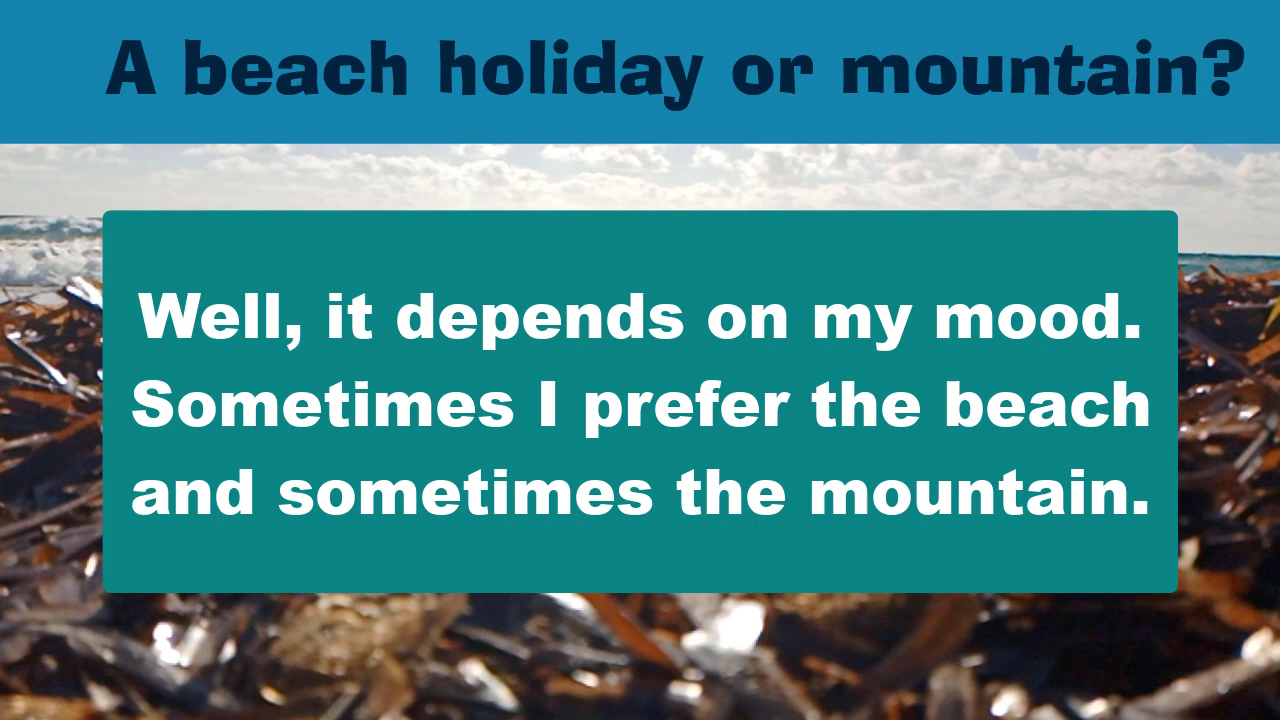 A beach holiday or mountain?
Well, it depends on my mood.
Sometimes I prefer the beach
and sometimes the mountain.